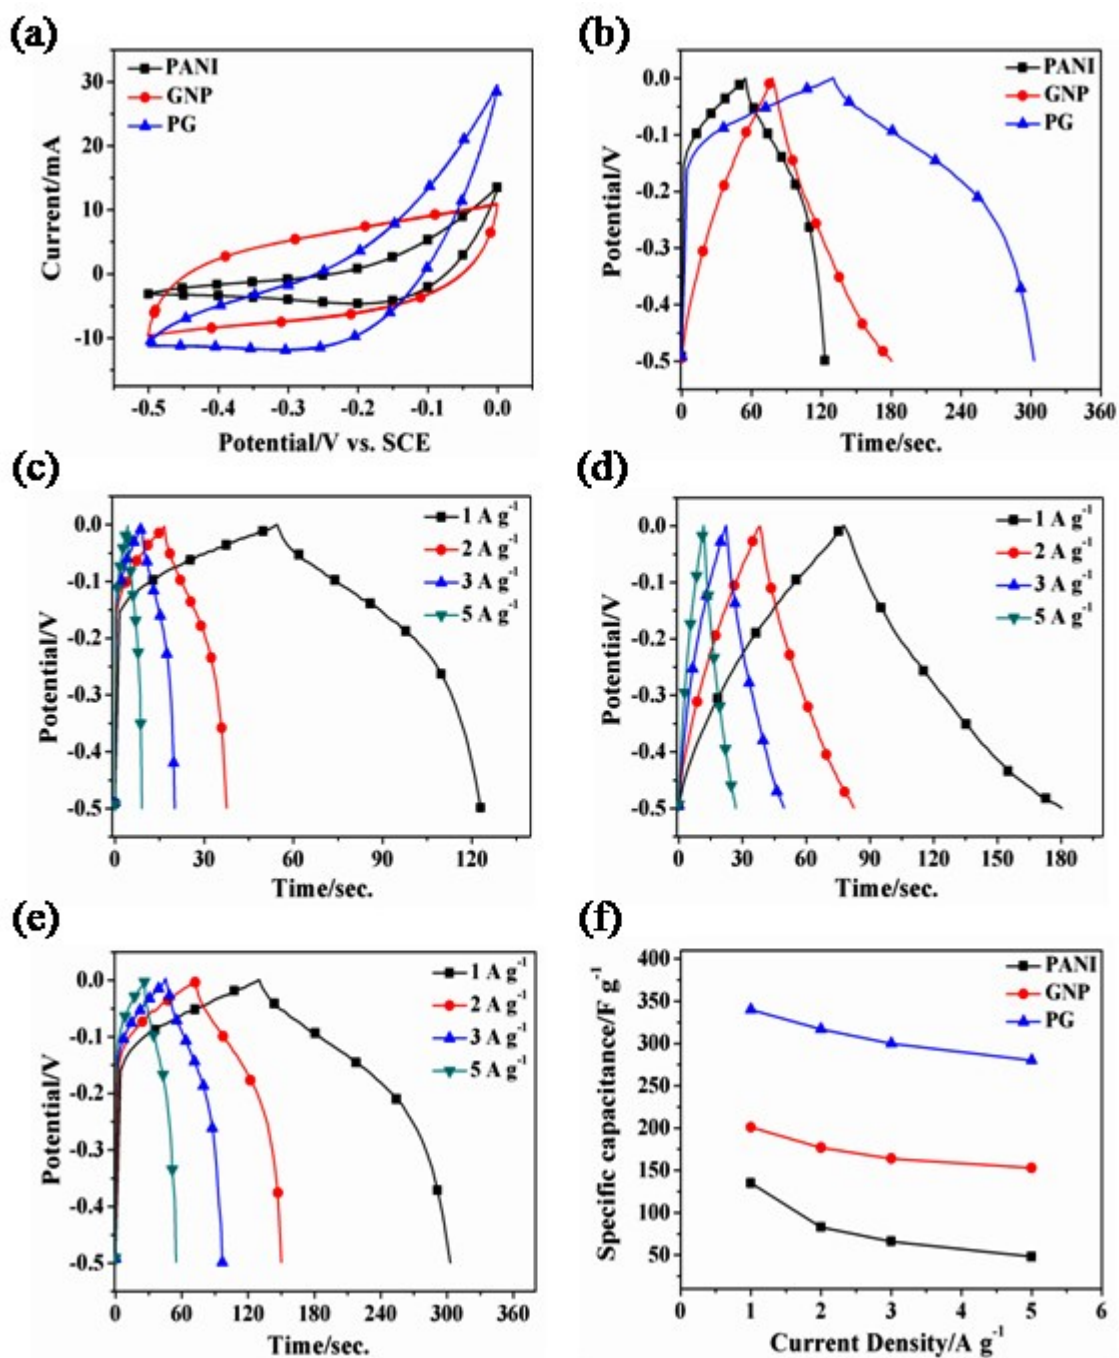 (a)
PANI
GNP
PG
30
20
10
0
-10
Current/mA
-0.5 -0.4 -0.3 -0.2 -0.1 0.0
Potential/V vs. SCE
(b)
PANI
GNP
PG
0.0
-0.1
-0.2
-0.3
-0.4
-0.5
Potential/V
0 60 120 180 240 300 360
Time/sec.
(c)
1 A g-1
2 A g-1
3 A g-1
5 A g-1
0.0
-0.1
-0.2
-0.3
-0.4
-0.5
Potential/V
0 30 60 90 120
Time/sec.
(d)
1 A g-1
2 A g-1
3 A g-1
5 A g-1
0.0
-0.1
-0.2
-0.3
-0.4
-0.5
Potential/V
0 30 60 90 120 150 180
Time/sec.
(e)
1 A g-1
2 A g-1
3 A g-1
5 A g-1
0.0
-0.1
-0.2
-0.3
-0.4
-0.5
Potential/V
0 60 120 180 240 300 360
Time/sec.
(f)
PANI
GNP
PG
400
350
300
250
200
150
100
50
Specific capacitance/F g-1
0 1 2 3 4 5 6
Current Density/A g-1